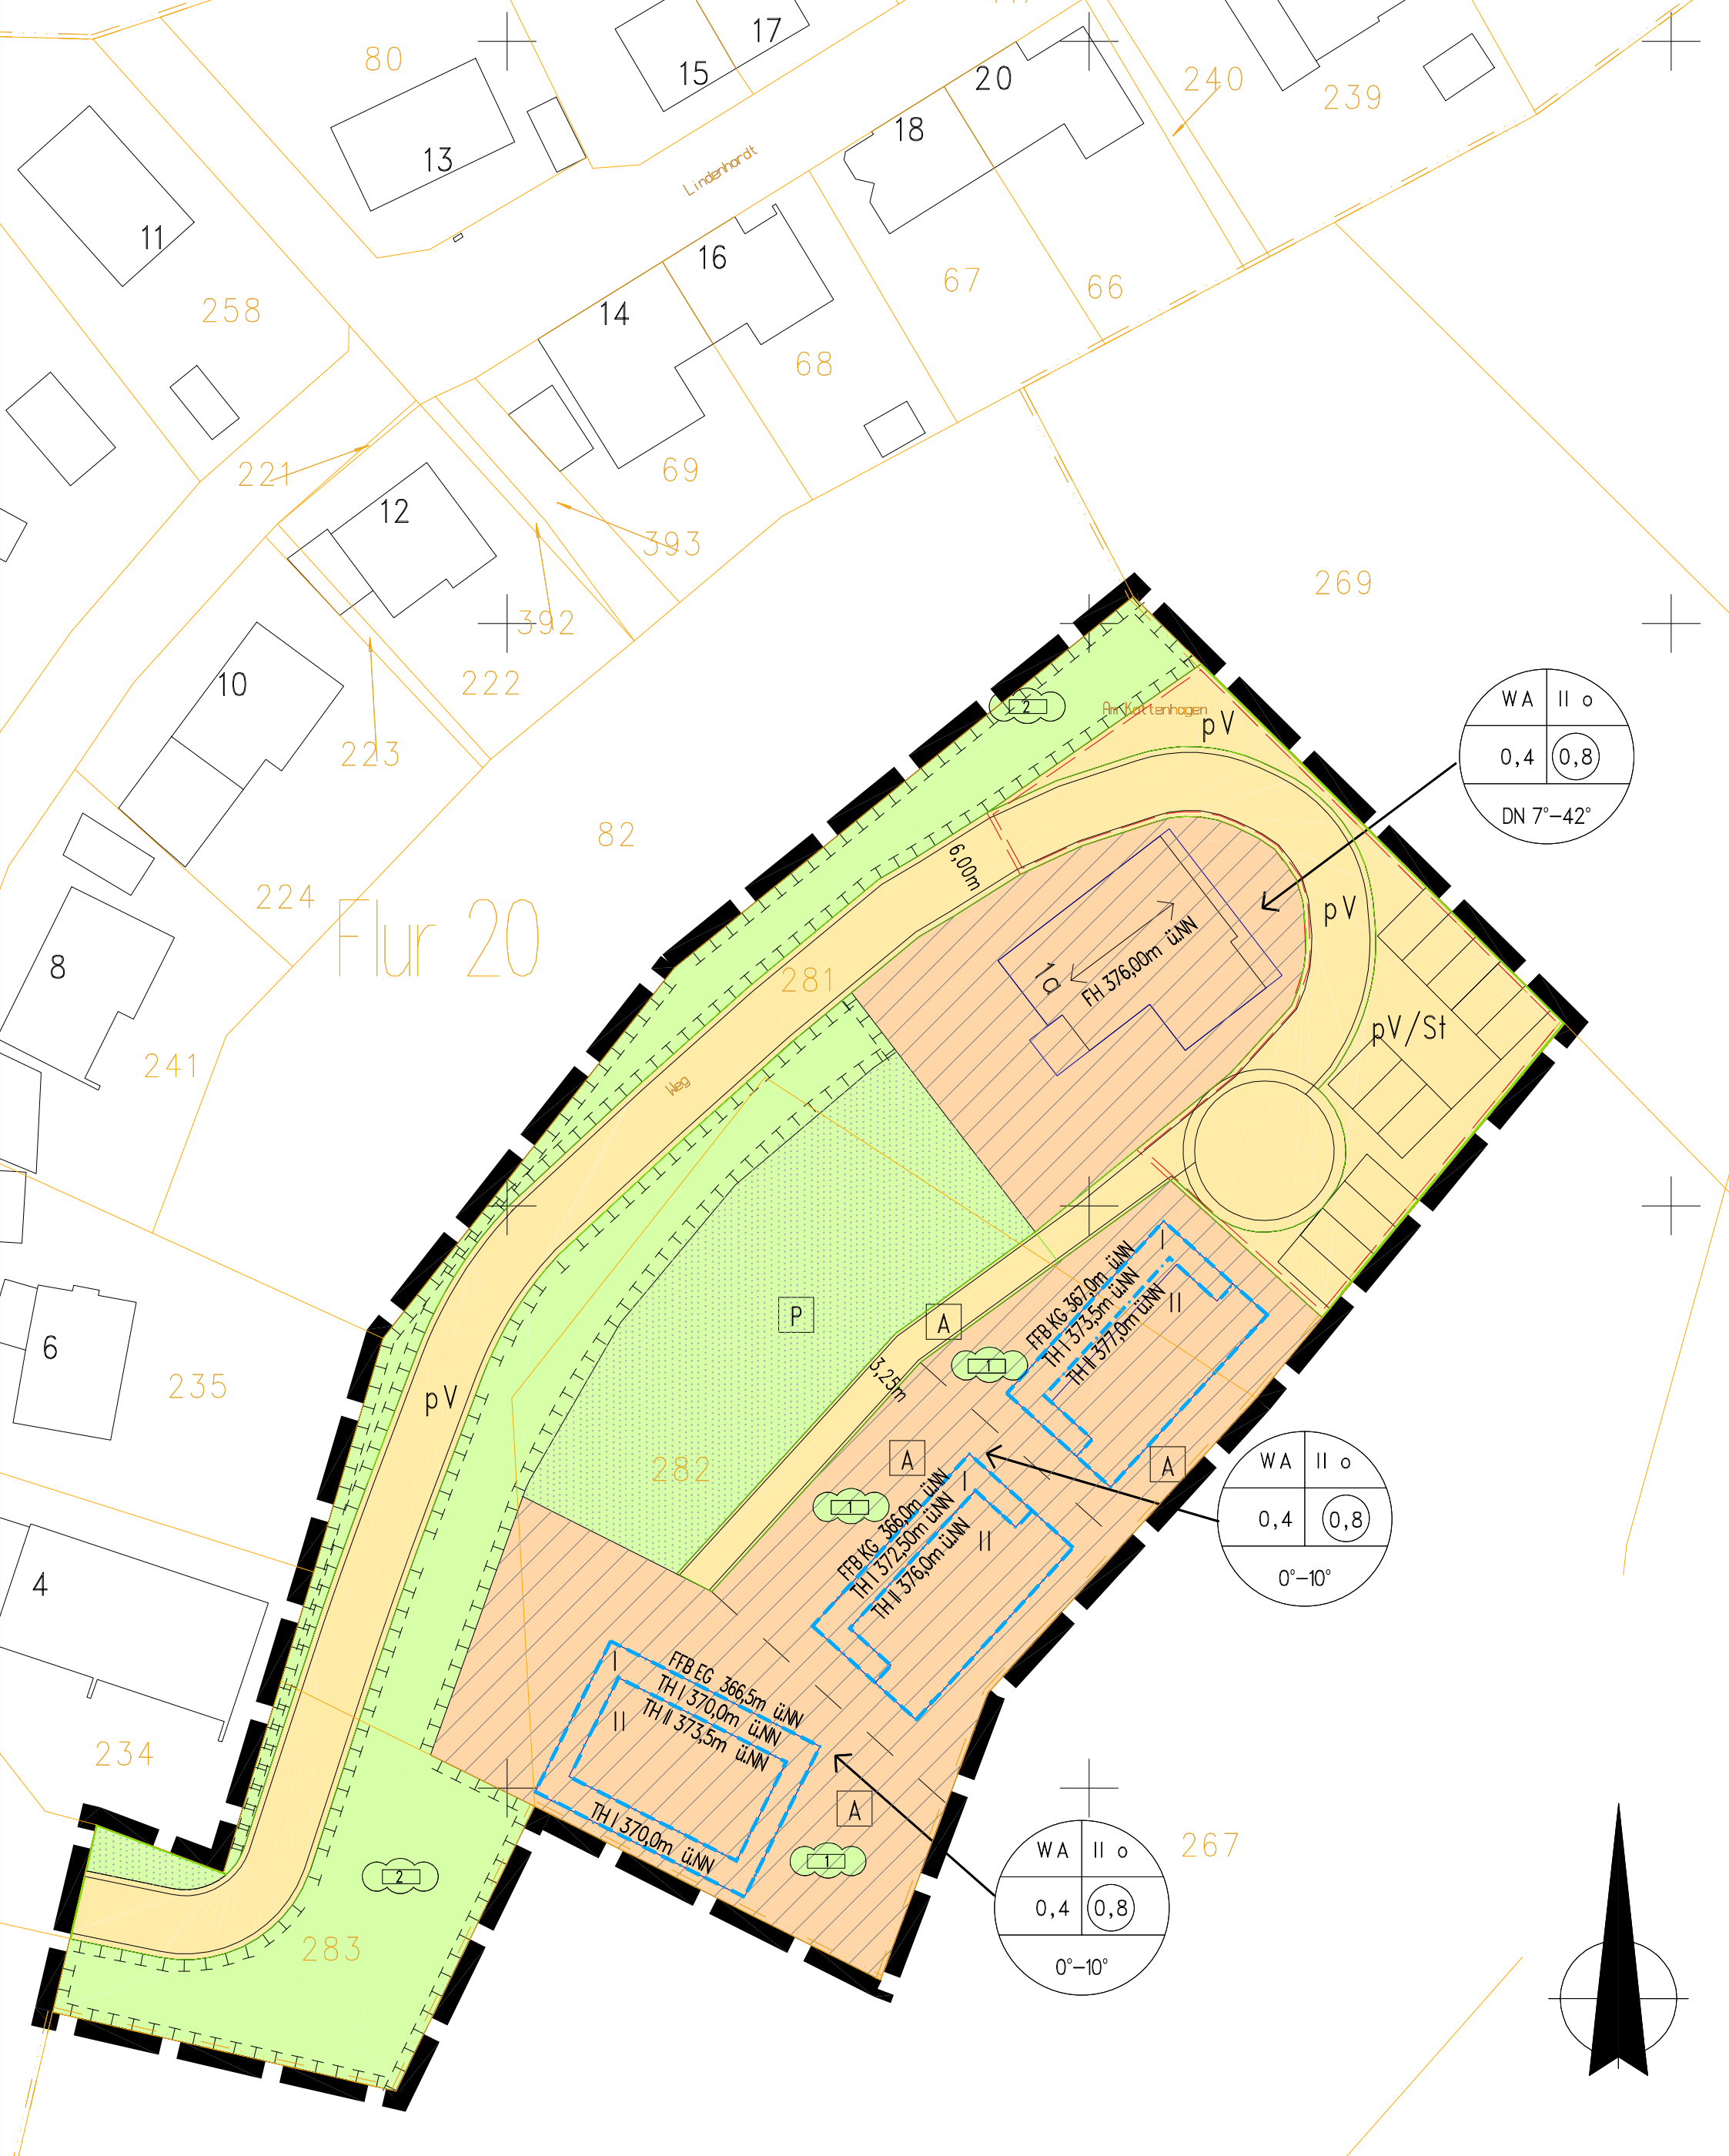 80
15
17
20
240
239
13
18
Lindenhardt
11
16
67
66
258
14
68
221
69
12
393
269
392
10
222
2
Am Kattenhagen
pV
WA
II o
0,4
0,8
DN 7°-42°
223
82
6,00m
224
Flur 20
pV
8
281
1a
FH 376,00m ü.NN
pV/St
241
Weg
FFB KG 367,0m ü.NN
TH I 373,5m ü.NN
TH II 377,0m ü.NN
I
II
P
A
6
1
235
3,25m
pV
282
A
A
WA
II o
0,4
0,8
0°-10°
1
FFB KG 366,0m ü.NN
TH I 372,50m ü.NN
TH II 376,0m ü.NN
I
II
4
FFB EG 366,5m ü.NN
TH I 370,0m ü.NN
TH II 373,5m ü.NN
I
II
234
TH I 370,0m ü.NN
A
1
WA
II o
0,4
0,8
0°-10°
267
2
283